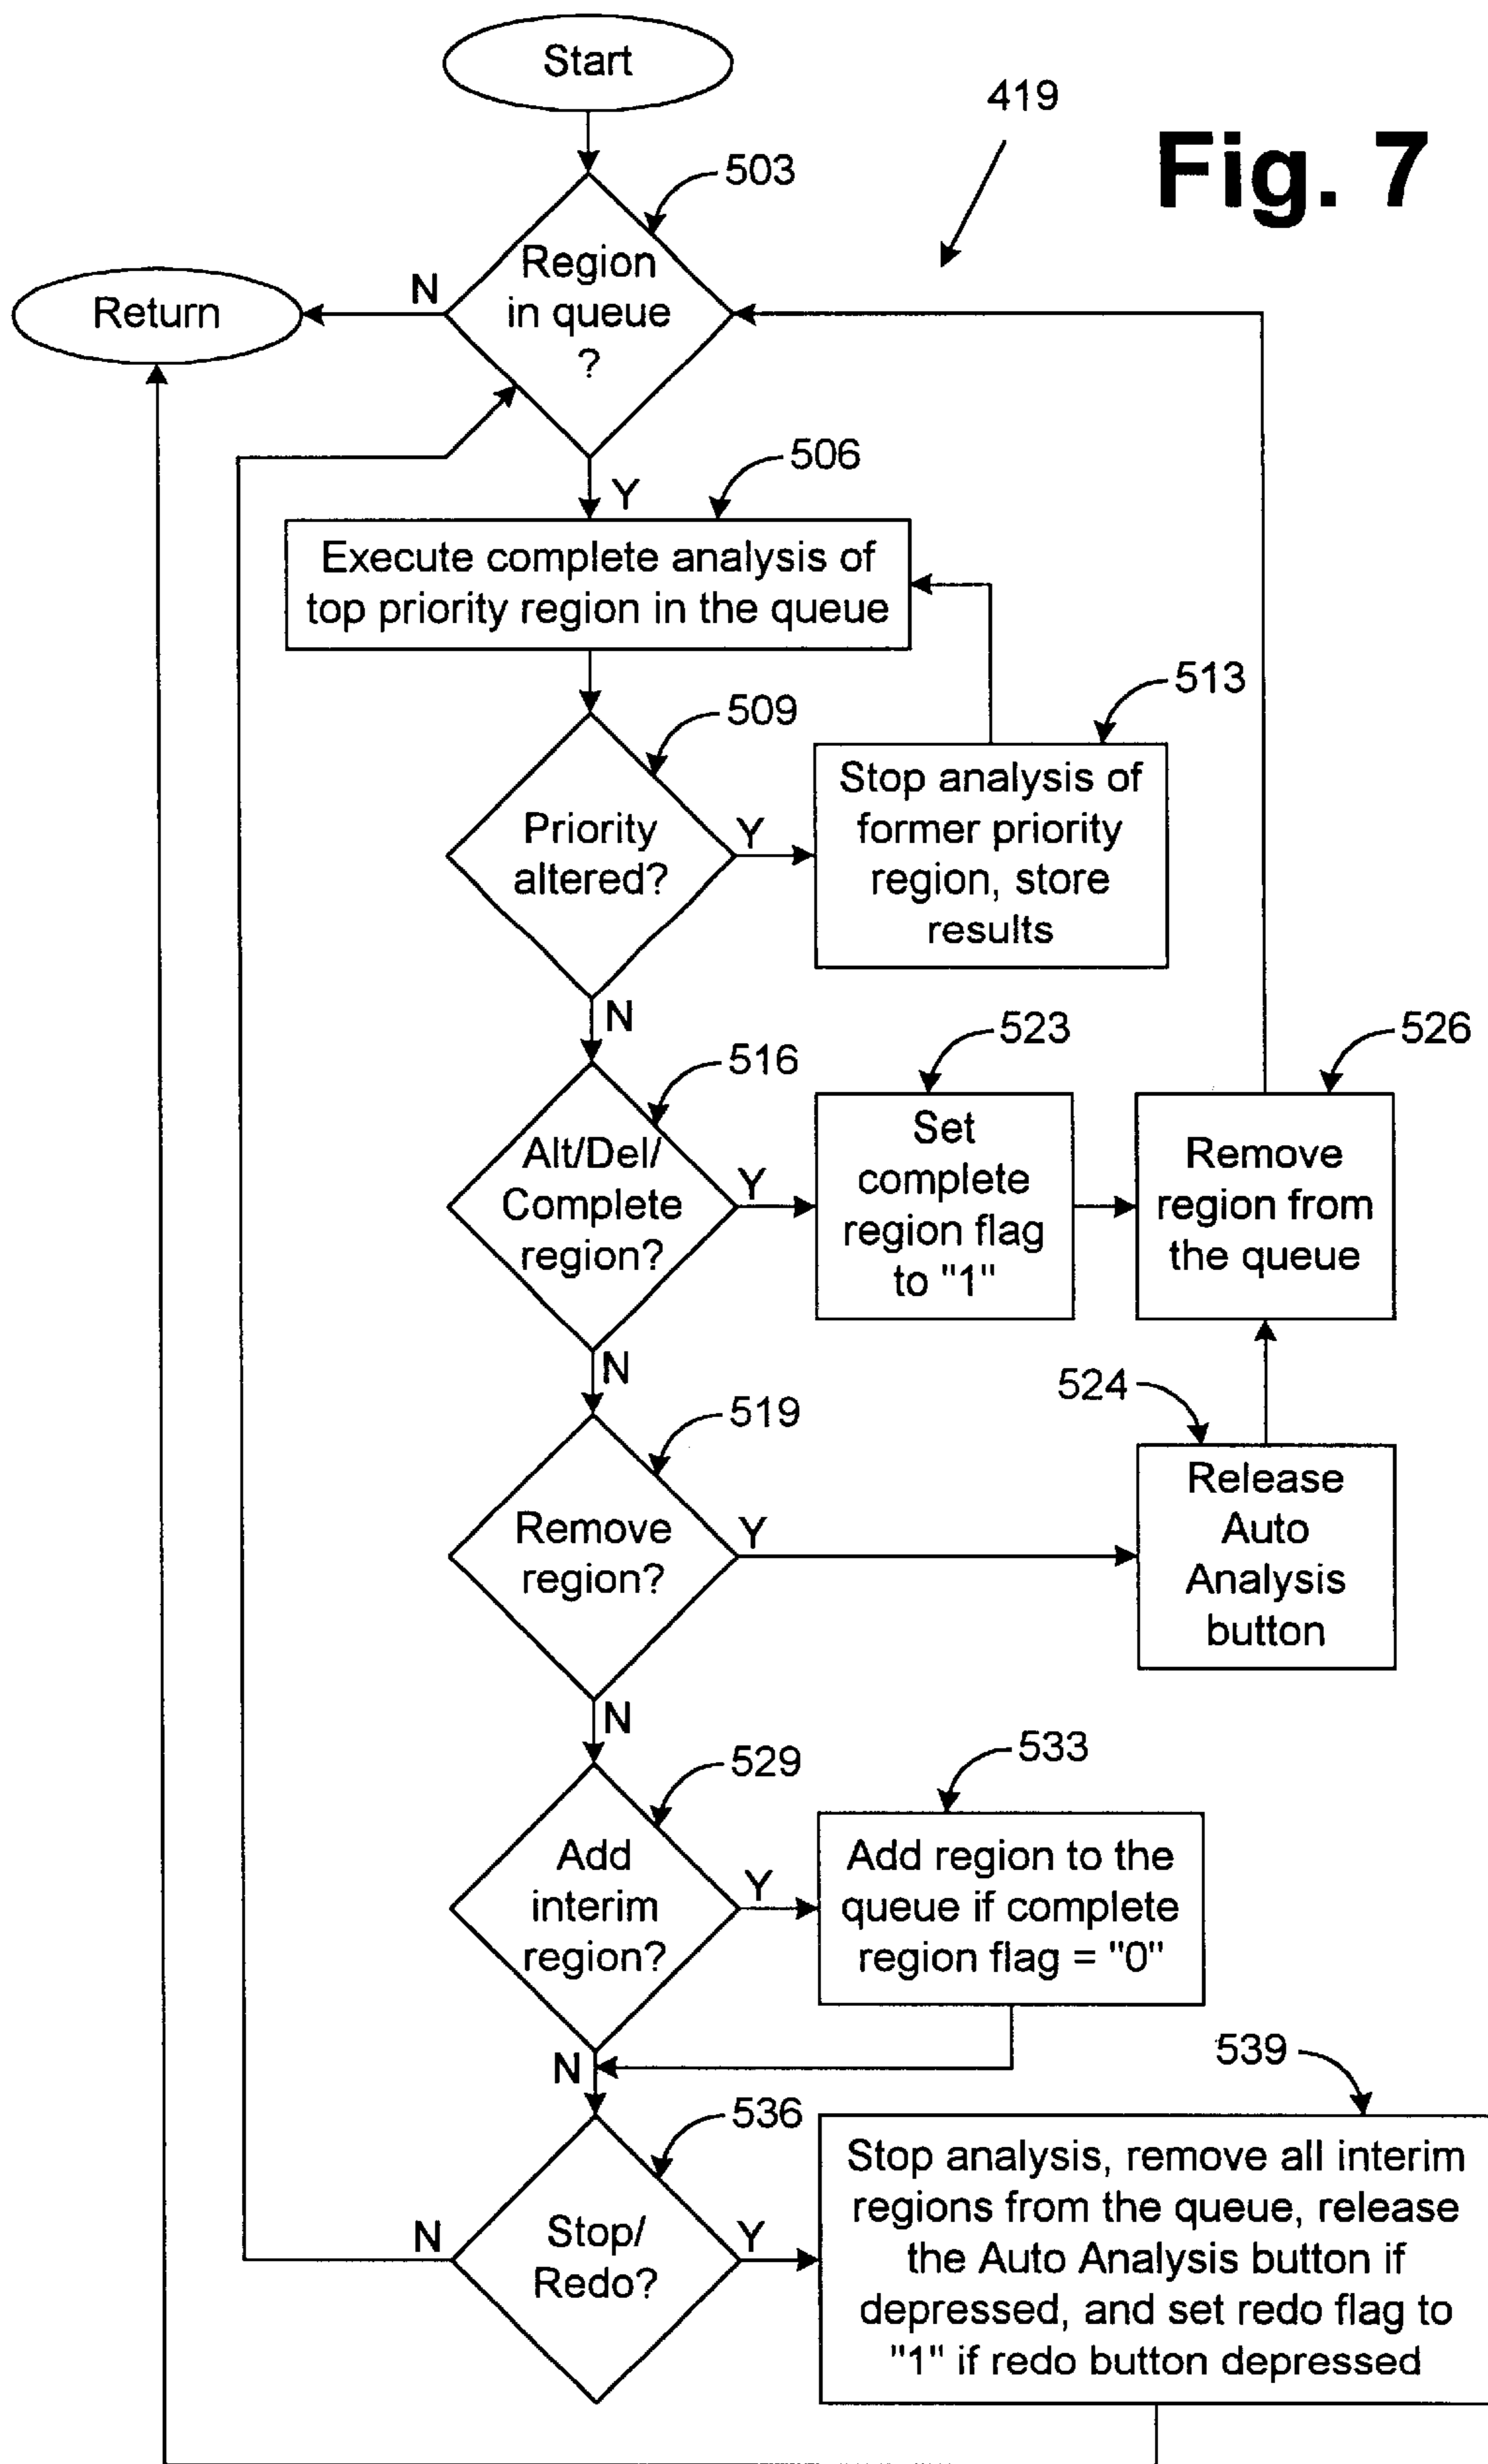 Start
419
Fig. 7
503
Region
in queue
?
N
Return
Y
506
Execute complete analysis of
top priority region in the queue
513
509
Priority
altered?
Y
Stop analysis of
former priority
region, store
results
N
516
523
526
Alt/Del/
Complete
region?
Y
Set
complete
region flag
to "1"
Remove
region from
the queue
N
519
524
Remove
region?
Y
Release
Auto
Analysis
button
N
529
533
Add
interim
region?
Y
Add region to the
queue if complete
region flag = "0"
N
536
539
Stop/
Redo?
N
Y
Stop analysis, remove all interim
regions from the queue, release
the Auto Analysis button if
depressed, and set redo flag to
"1" if redo button depressed